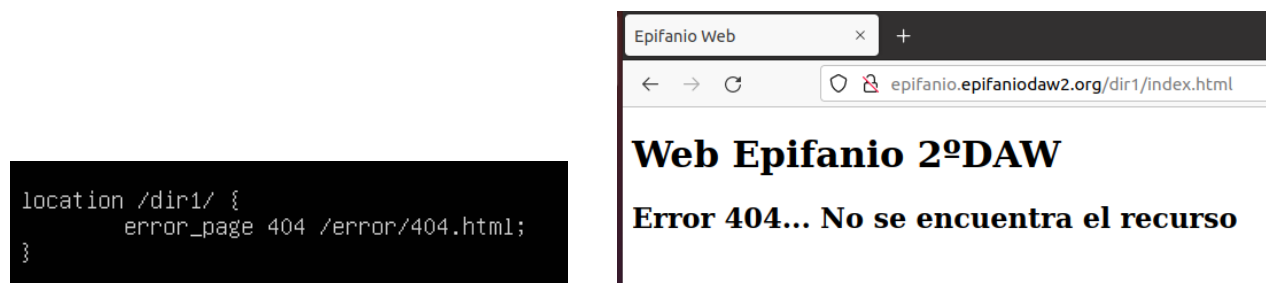 location /dir1/ {
error_page 404 /error/404.html;
}
Epifanio Web
epifanio.epifaniodaw2.org/dir1/index.html
Web Epifanio 2ºDAW
Error 404... No se encuentra el recurso